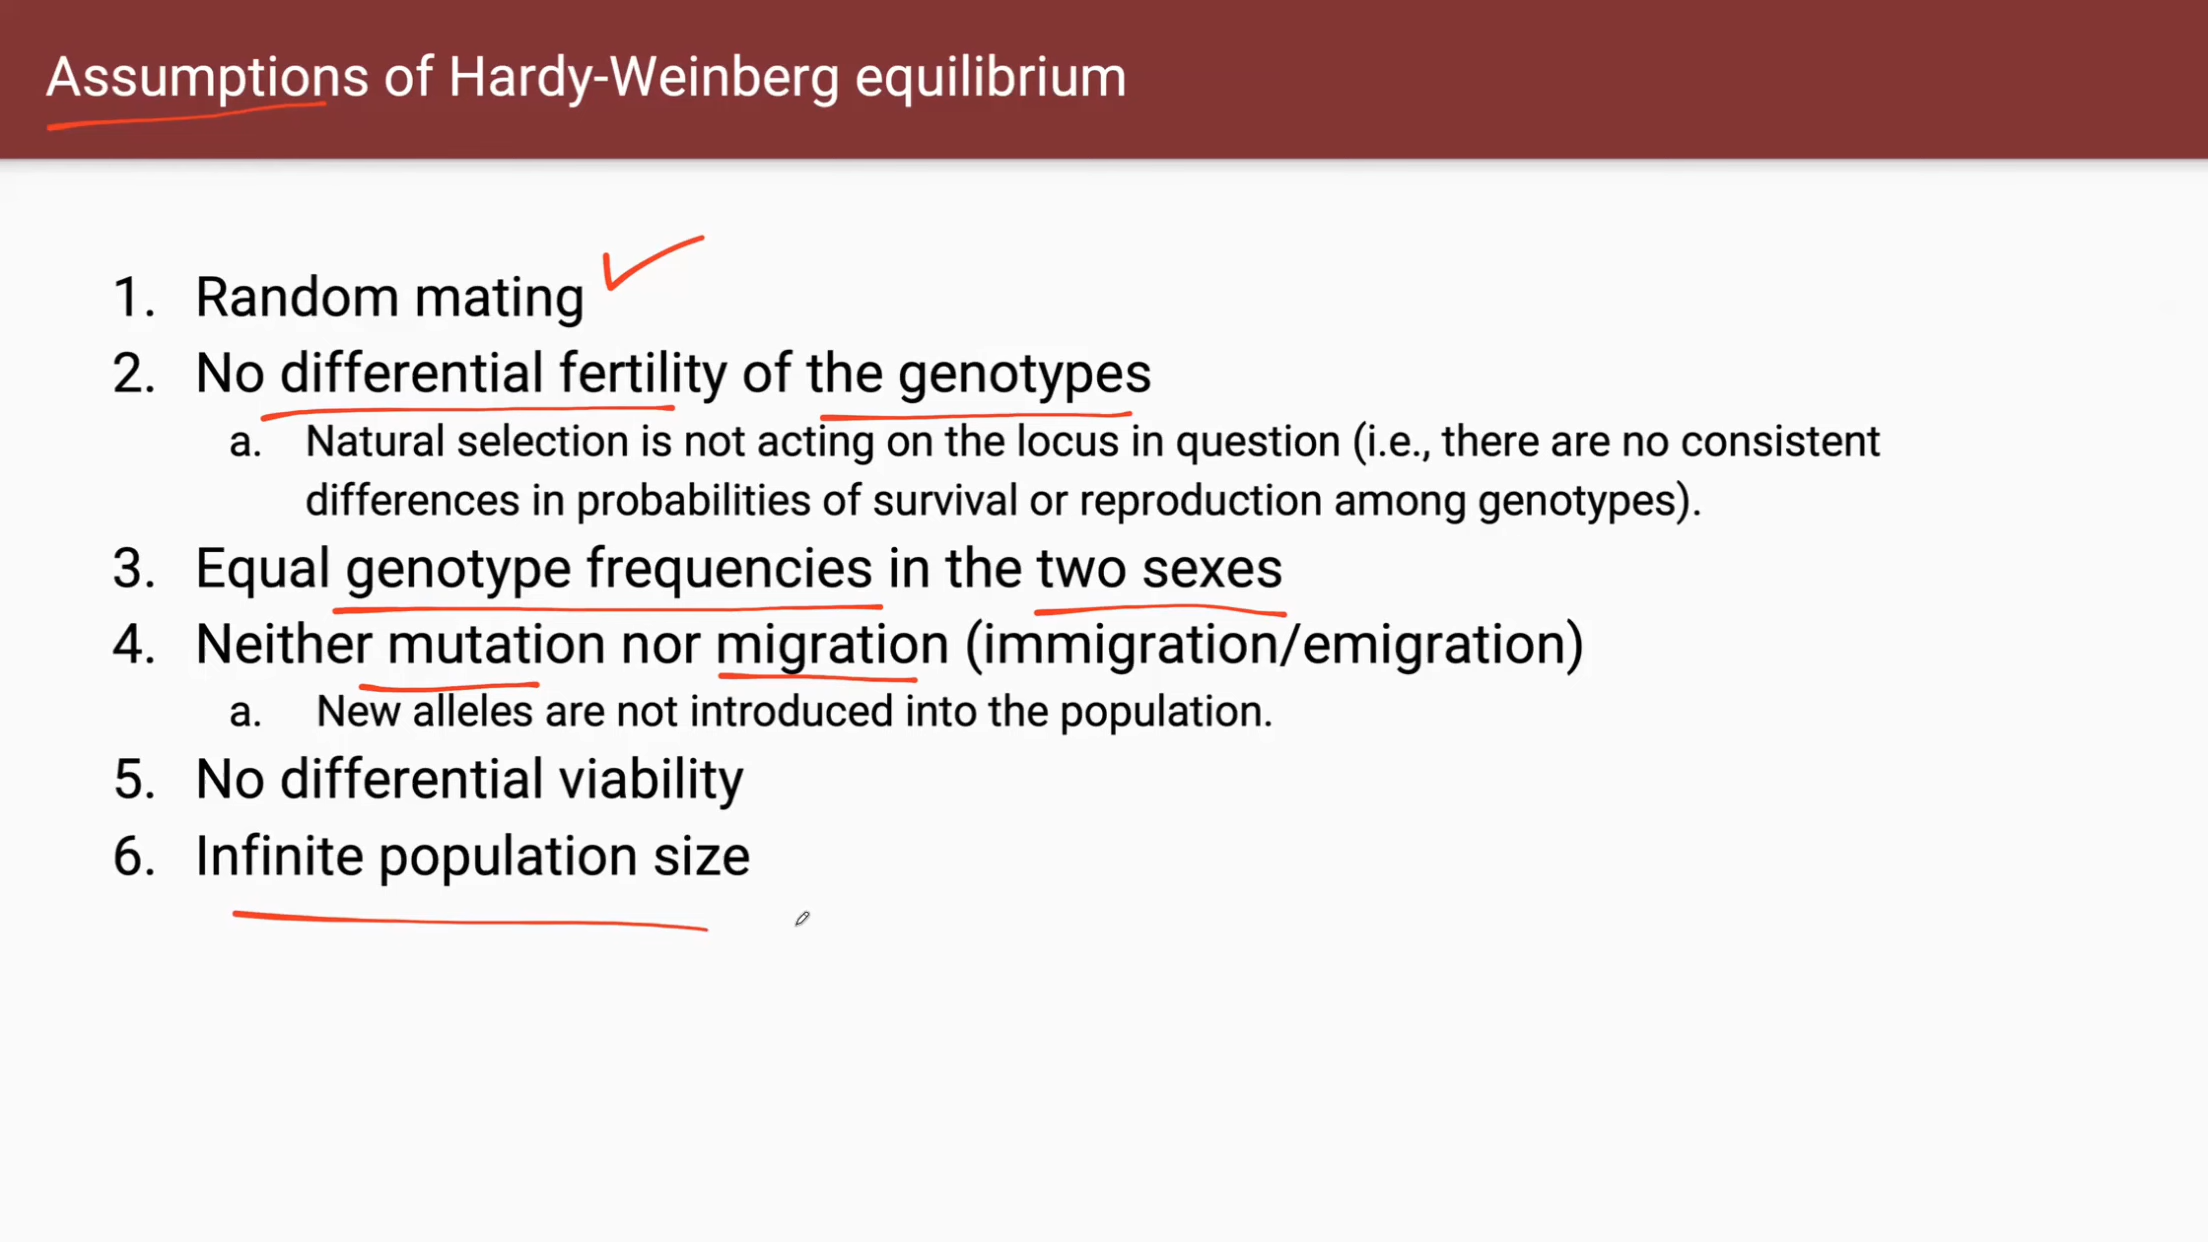 Assumptions of Hardy-Weinberg equilibrium
1. Random mating
2. No differential fertility of the genotypes
a. Natural selection is not acting on the locus in question (i.e., there are no consistent
differences in probabilities of survival or reproduction among genotypes).
3. Equal genotype frequencies in the two sexes
4. Neither mutation nor migration (immigration/emigration)
a. New alleles are not introduced into the population.
5. No differential viability
6. Infinite population size